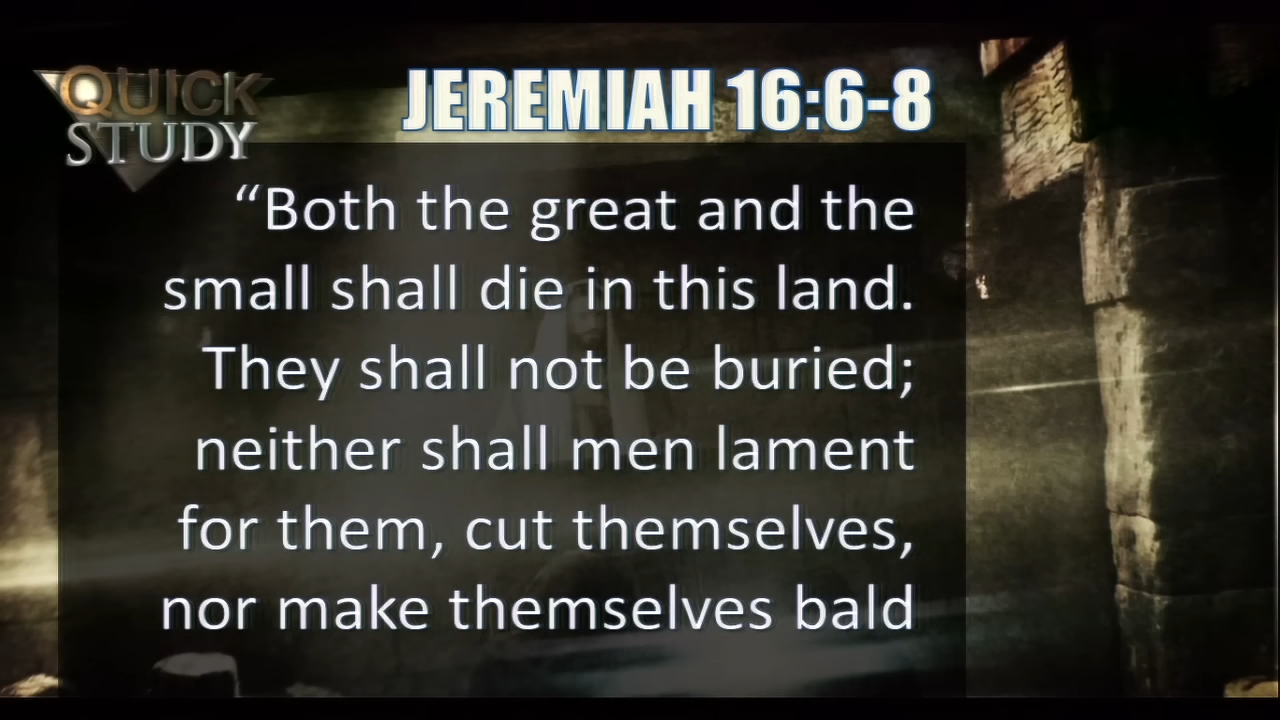 QUICK
STUDY
JEREMIAH 16:6-8
“Both the great and the
small shall die in this land.
They shall not be buried;
neither shall men lament
for them, cut themselves,
nor make themselves bald